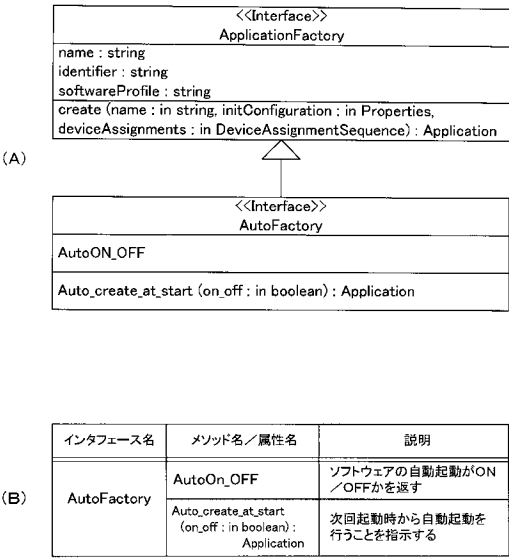 <<Interface>>
ApplicationFactory
name : string
identifier : string
softwareProfile : string
create (name : in string, initConfiguration : in Properties,
deviceAssignments : in DeviceAssignmentSequence) : Application
(A)
<<Interface>>
AutoFactory
AutoON_OFF
Auto_create_at_start (on_off : in boolean) : Application
(B)
インタフェース名 メソッド名/属性名 説明
AutoFactory
AutoOn_OFF
ソフトウェアの自動起動がON
/OFFかを返す
Auto_create_at_start
(on_off : in boolean) :
Application
次回起動時から自動起動を
行うことを指示する